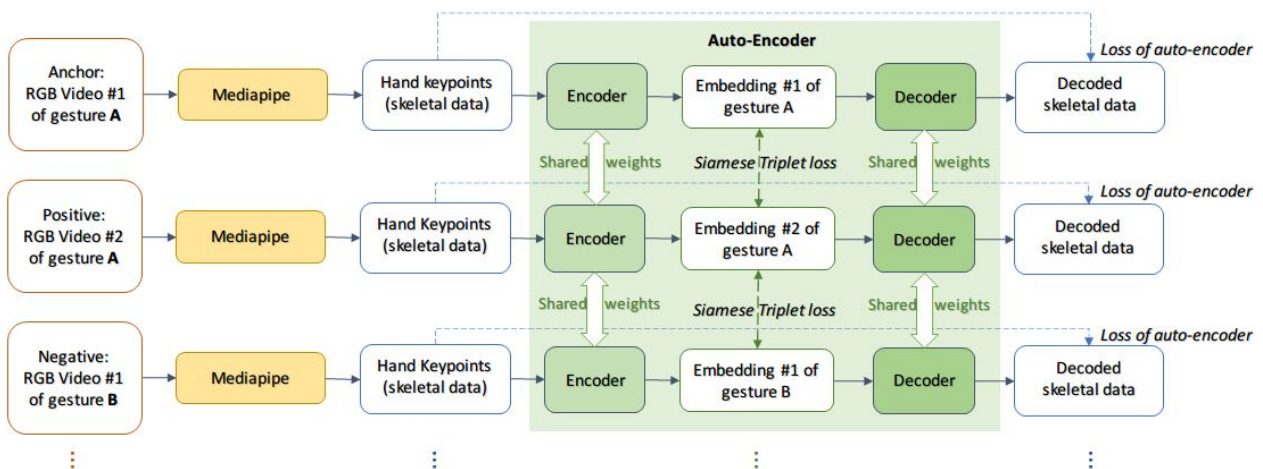 Auto-Encoder
Loss of auto-encoder
Anchor:
RGB Video #1
of gesture A
Mediapipe
Hand keypoints
(skeletal data)
Encoder
Embedding #1 of
gesture A
Decoder
Decoded
skeletal data
Shared weights
Siamese Triplet loss
Shared weights
Loss of auto-encoder
Positive:
RGB Video #2
of gesture A
Mediapipe
Hand Keypoints
(skeletal data)
Encoder
Embedding #2 of
gesture A
Decoder
Decoded
skeletal data
Shared weights
Siamese Triplet loss
Shared weights
Loss of auto-encoder
Negative:
RGB Video #1
of gesture B
Mediapipe
Hand Keypoints
(skeletal data)
Encoder
Embedding #1 of
gesture B
Decoder
Decoded
skeletal data